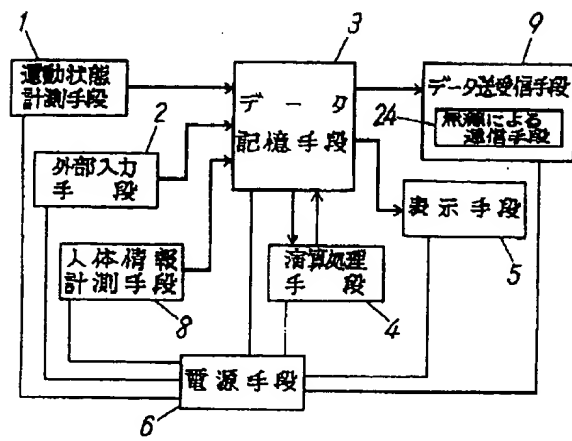 1
運動状態
計測手段
2
外部入力
手段
人体情報
計測手段
8
3
データ
記憶手段
演算処理
手段
4
9
データ送受信手段
24
無線による
通信手段
表示手段
5
電源手段
6